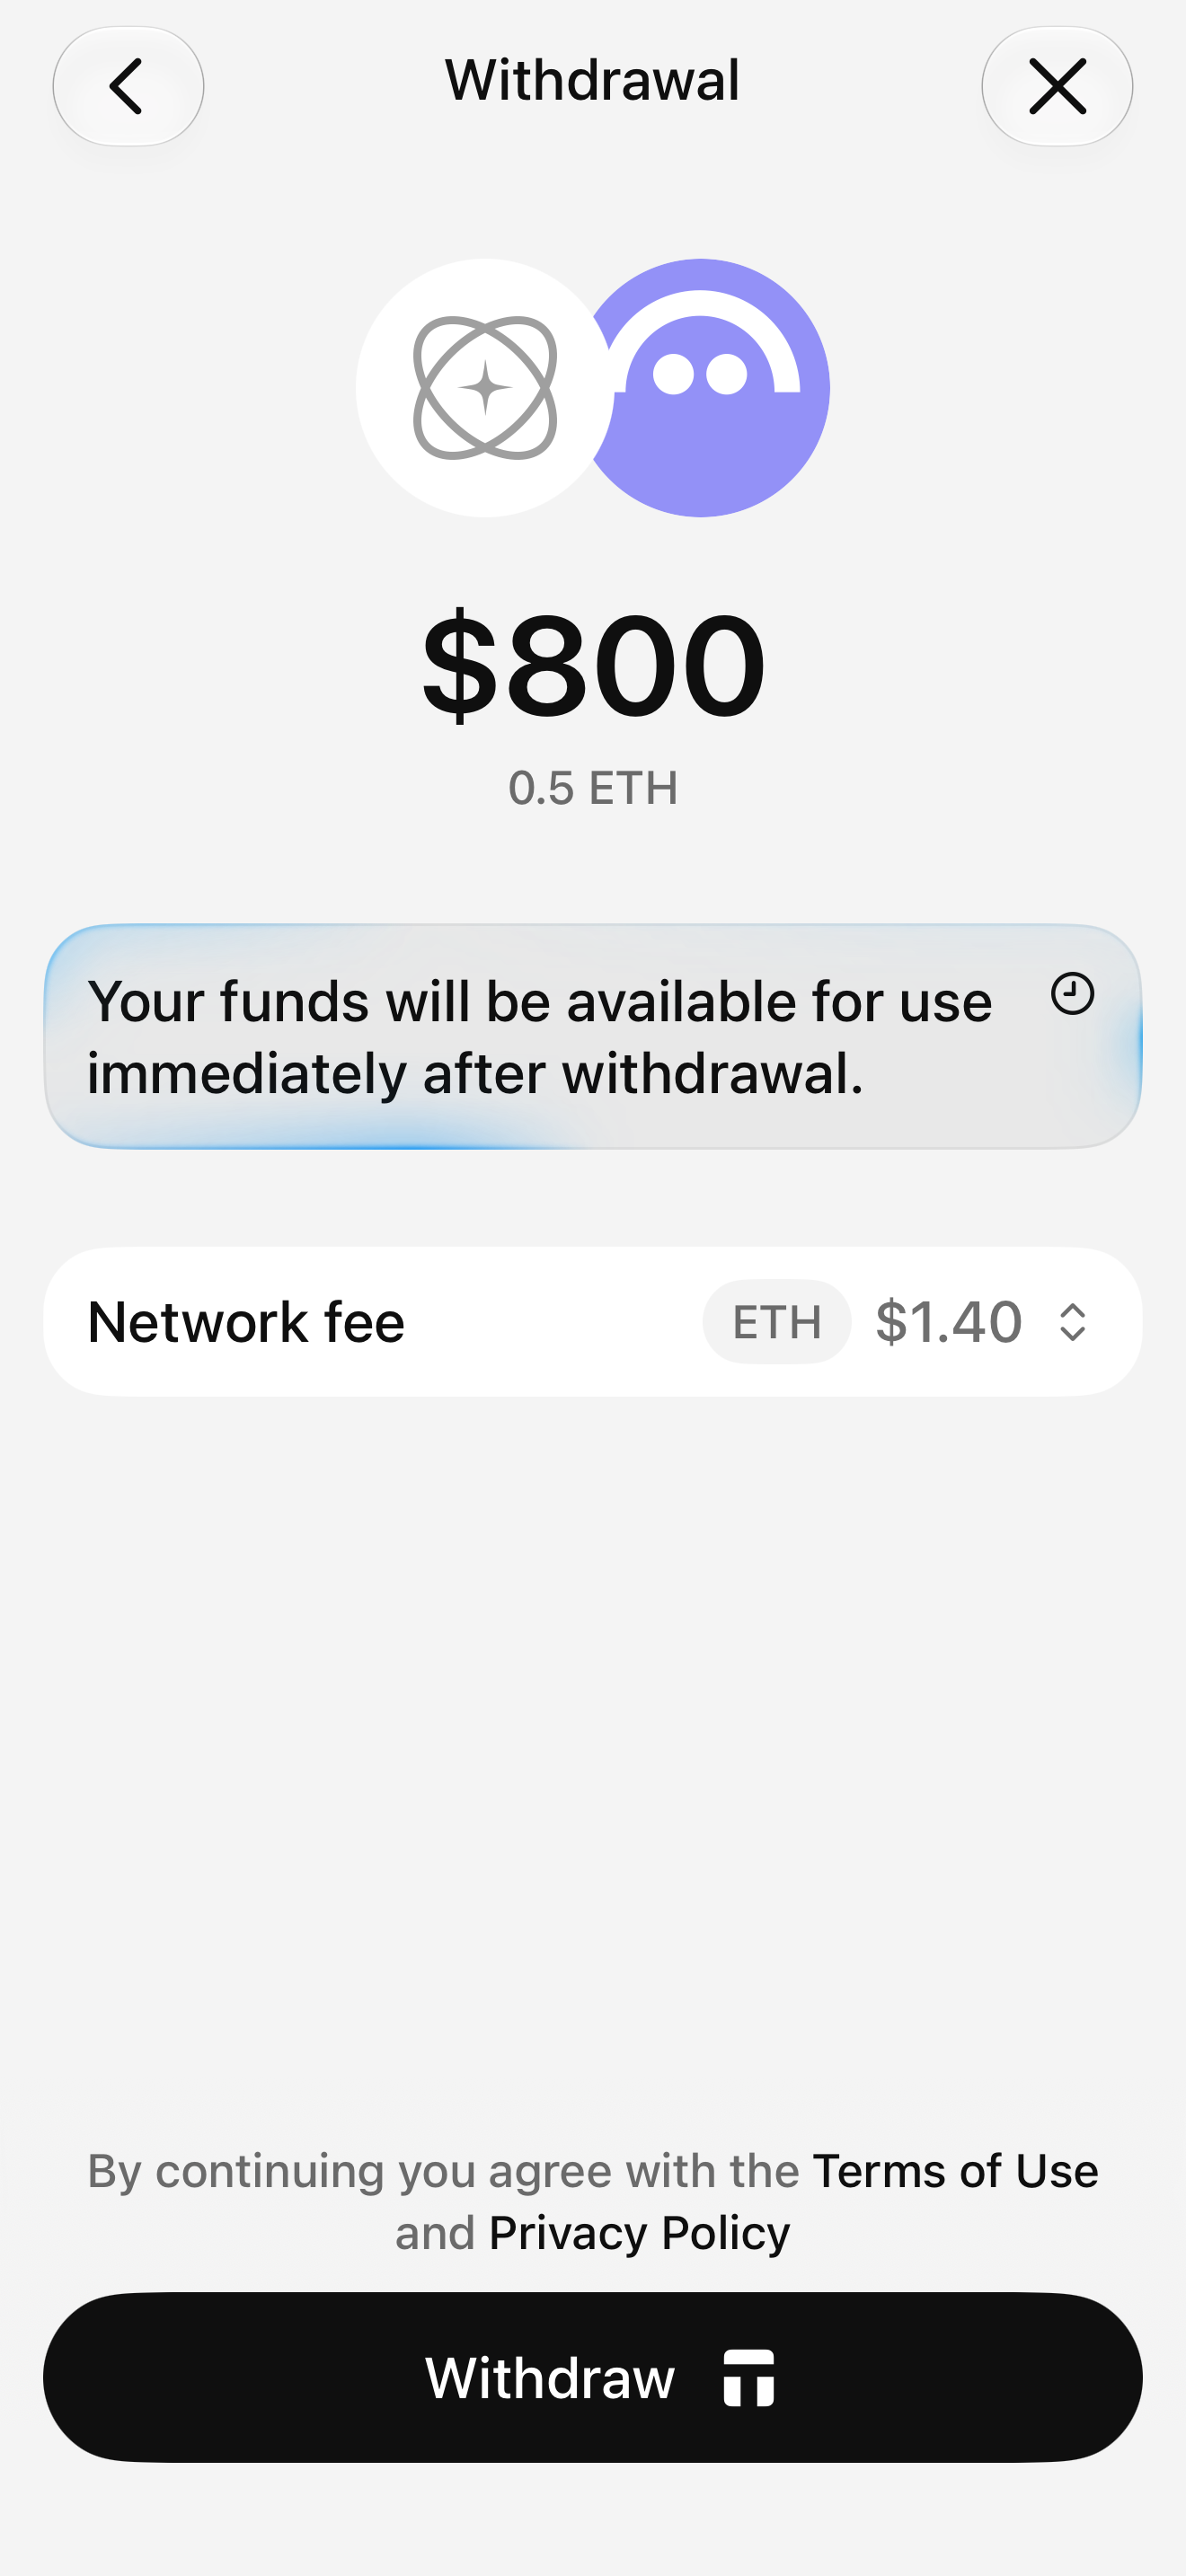 Withdrawal
$800
0.5 ETH
Your funds will be available for use
immediately after withdrawal.
Network fee ETH $1.40
By continuing you agree with the Terms of Use
and Privacy Policy
Withdraw